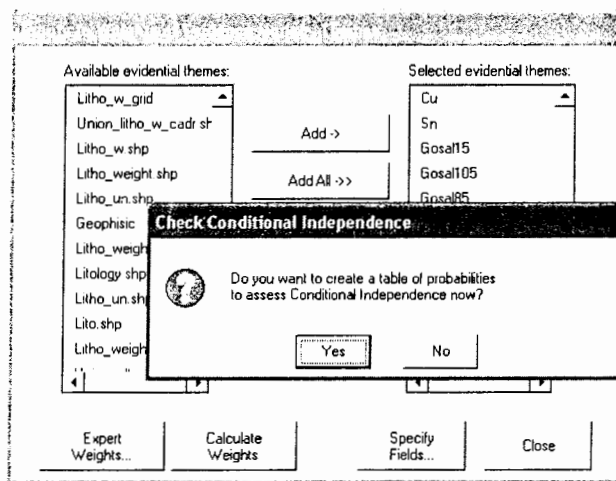 Available evidential themes:
Litho_w_grid
Union_litho_w_cadr.sh
Litho_w.shp
Litho_weight.shp
Litho_un.shp
Geophisic
Litho_weigh
Litology.shp
Litho_un.sh
Lito.shp
Litho_weigh
Add ->
Add All ->>
Selected evidential themes:
Cu
Sn
Gosal15
Gosal105
Gosal85
Check Conditional Independence
Do you want to create a table of probabilities
to assess Conditional Independence now?
Yes
No
Expert
Weights...
Calculate
Weights
Specify
Fields...
Close